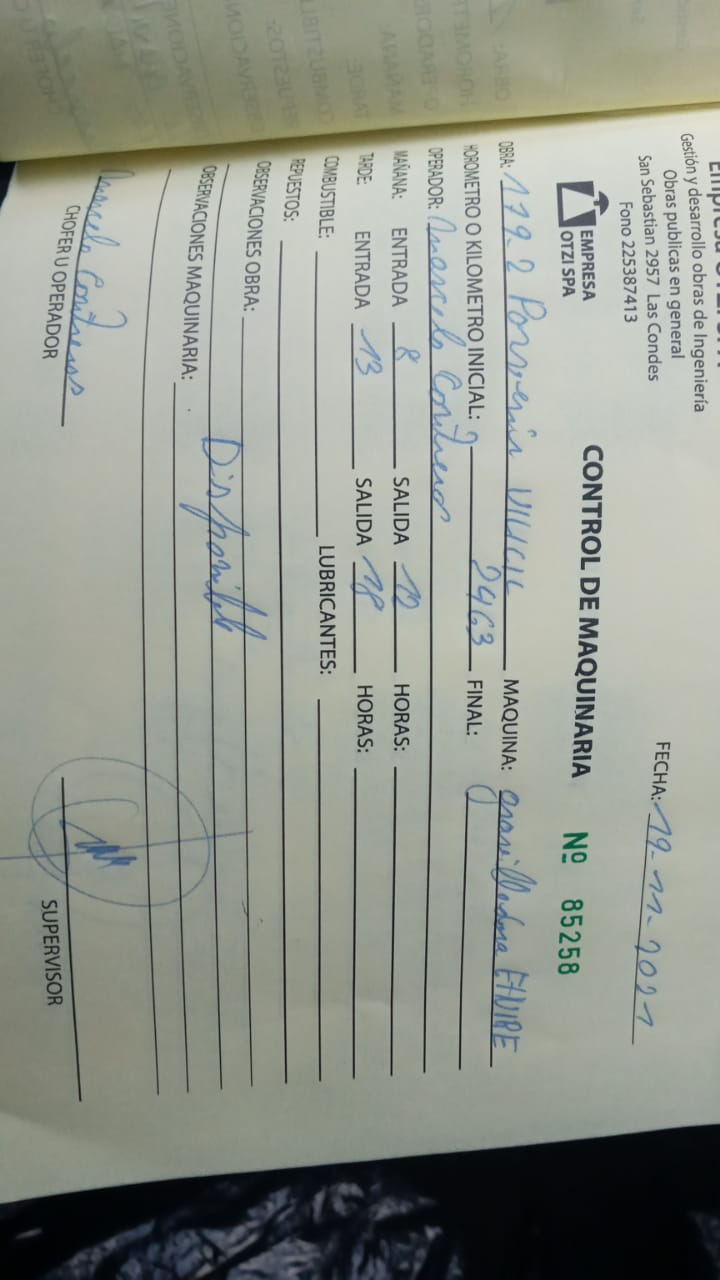 Empresa OTZI SPA
Gestión y desarrollo obras de Ingeniería
Obras publicas en general
San Sebastian 2957 Las Condes
Fono 225387413
FECHA: 19-11-2021
EMPRESA
OTZI SPA
CONTROL DE MAQUINARIA Nº 85258
OBRA: 179-2 Porvenir MAQUINA: gravilladora
HOROMETRO O KILOMETRO INICIAL: 2463 FINAL:
OPERADOR: Marcelo Contreras
MAÑANA: ENTRADA 8 SALIDA 12 HORAS:
TARDE: ENTRADA 13 SALIDA 18 HORAS:
COMBUSTIBLE: LUBRICANTES:
REPUESTOS:
OBSERVACIONES OBRA:
Disponible
OBSERVACIONES MAQUINARIA:
Marcelo Contreras
CHOFER U OPERADOR
SUPERVISOR